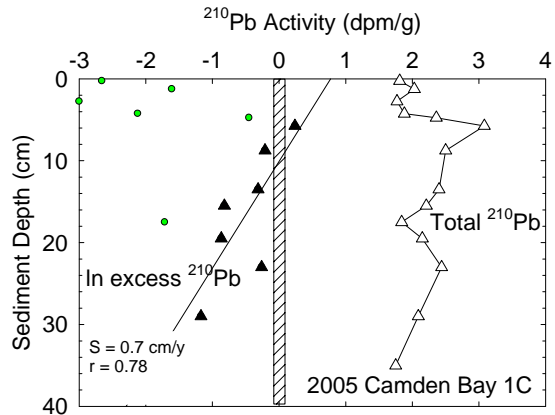 ²¹⁰Pb Activity (dpm/g)
-3 -2 -1 0 1 2 3 4
0
10
20
30
40
Sediment Depth (cm)
Total ²¹⁰Pb
In excess ²¹⁰Pb
S = 0.7 cm/y
r = 0.78
2005 Camden Bay 1C